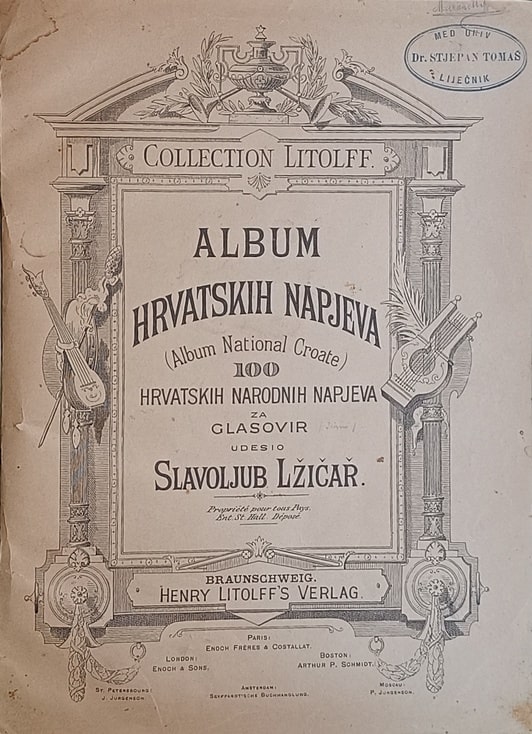 MED. UNIV
Dr. STJEPAN TOMAŠ
LIJEČNIK
COLLECTION LITOLFF.
ALBUM
HRVATSKIH NAPJEVA
(Album National Croate)
100
HRVATSKIH NARODNIH NAPJEVA
ZA
GLASOVIR
UDESIO
SLAVOLJUB LŽIČAŘ.
Propriété pour tous Pays.
Ent. St. Hall. Déposé.
BRAUNSCHWEIG.
HENRY LITOLFF'S VERLAG.
PARIS:
ENOCH FRÈRES & COSTALLAT.
LONDON:
ENOCH & SONS.
BOSTON:
ARTHUR P. SCHMIDT.
ST. PETERSBOURG:
J. JURGENSON.
AMSTERDAM:
SEYFFARDT'SCHE BUCHHANDLUNG.
MOSCAU:
P. JURGENSON.